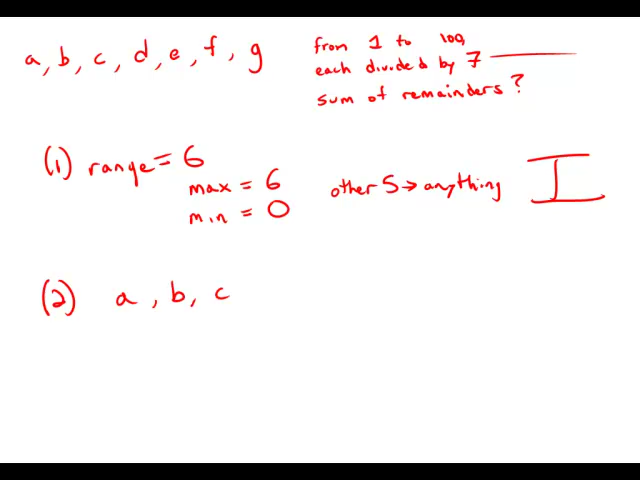 a, b, c, d, e, f, g
from 1 to 100,
each divided by 7
sum of remainders?
(1) range = 6
max = 6
min = 0
other 5 → anything
I
(2) a, b, c